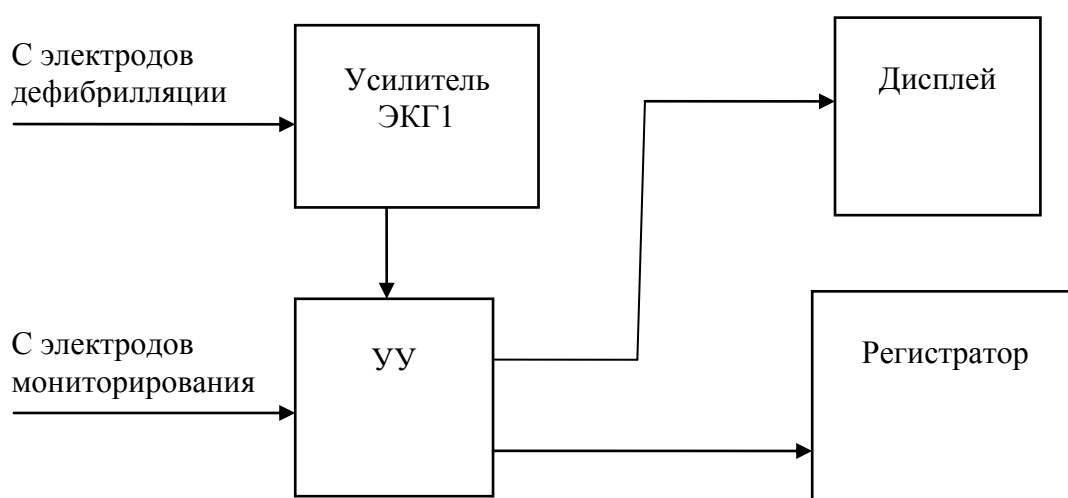 С электродов
дефибрилляции
Усилитель
ЭКГ1
Дисплей
С электродов
мониторирования
УУ
Регистратор